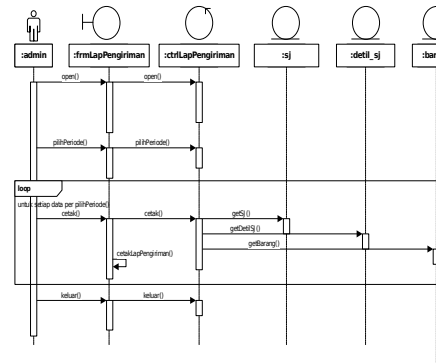 :admin :frmLapPengiriman :ctrlLapPengiriman :sj :detil_sj
open() open()
pilihPeriode() pilihPeriode()
loop
untuk setiap data per pilihPeriode()
cetak() cetak() getSJ()
getDetilSJ()
getBarang()
cetakLapPengiriman()
keluar() keluar()